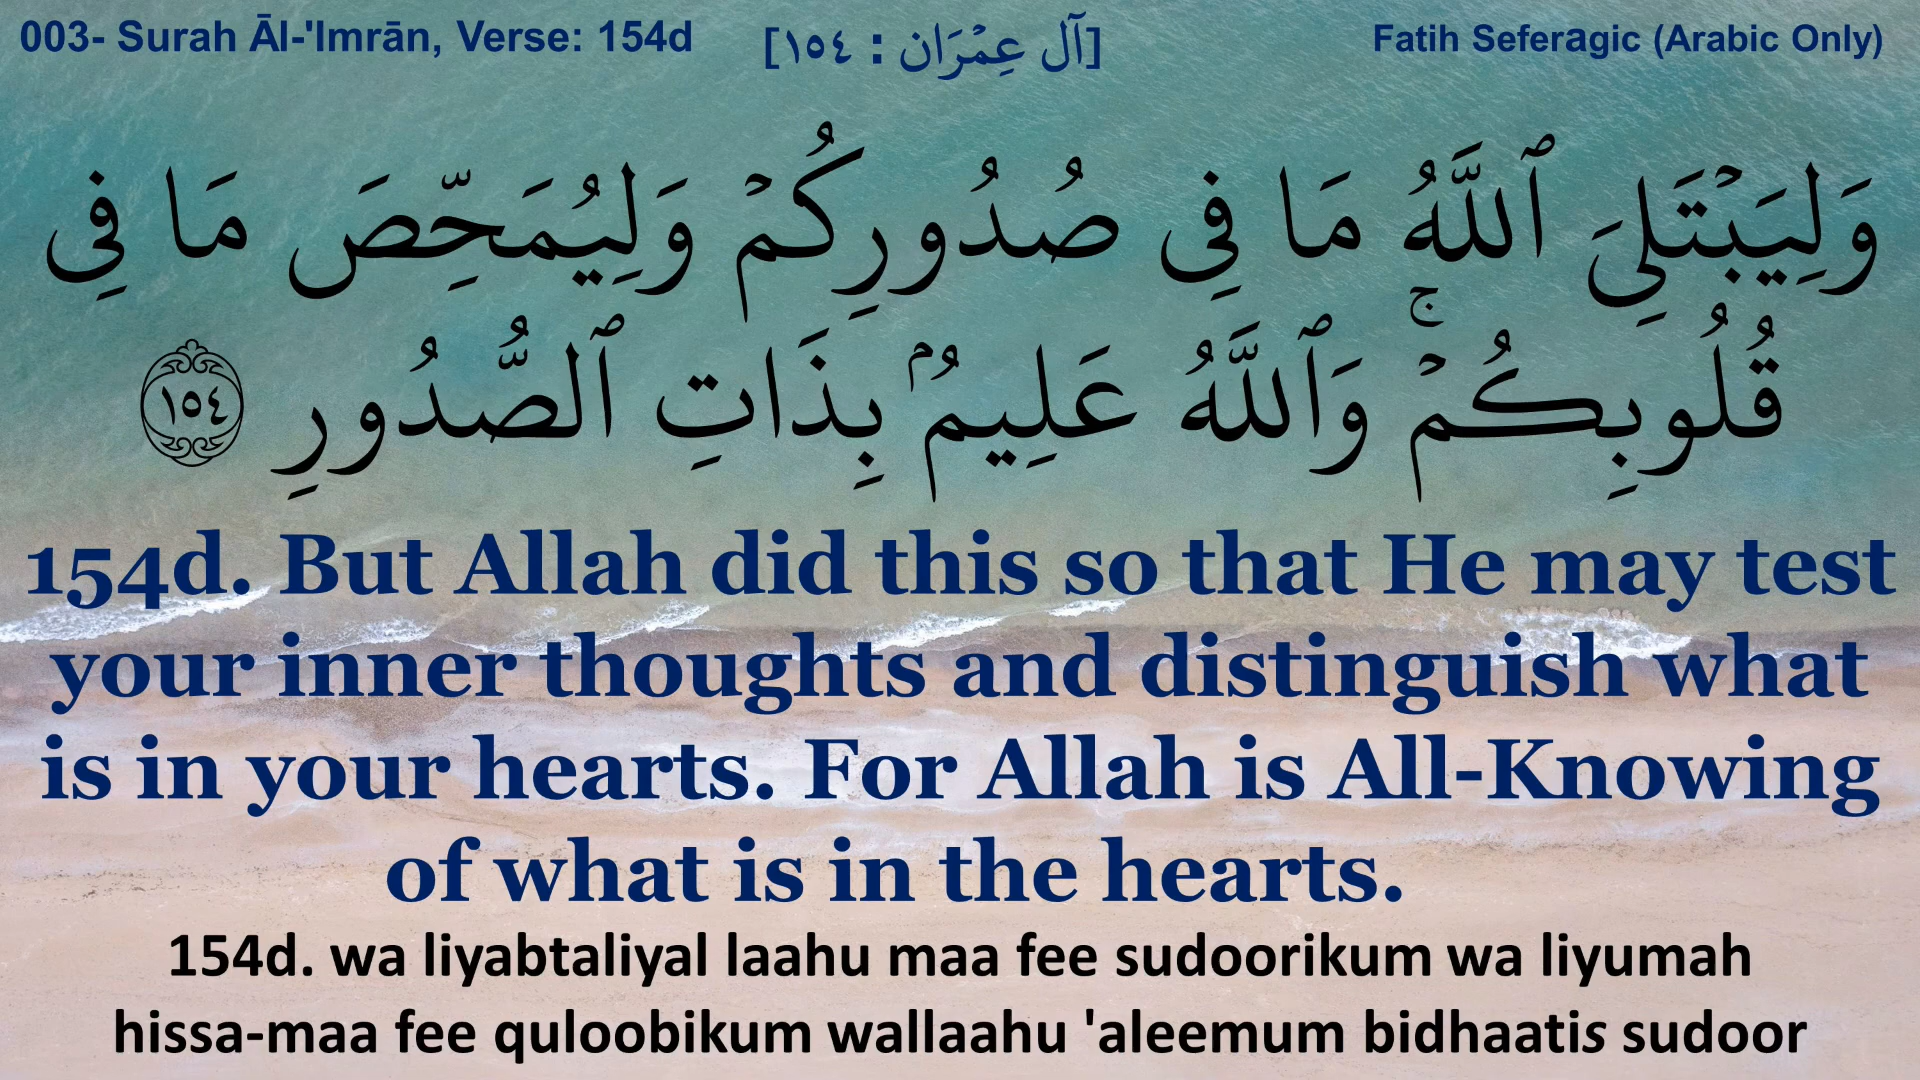 003- Surah Āl-'Imrān, Verse: 154d
[آل عِمْرَان : ١٥٤]
Fatih Seferagic (Arabic Only)
وَلِيَبْتَلِيَ ٱللَّهُ مَا فِي صُدُورِكُمْ وَلِيُمَحِّصَ مَا فِي
قُلُوبِكُمْ ۚ وَٱللَّهُ عَلِيمٌۢ بِذَاتِ ٱلصُّدُورِ ١٥٤
154d. But Allah did this so that He may test
your inner thoughts and distinguish what
is in your hearts. For Allah is All-Knowing
of what is in the hearts.
154d. wa liyabtaliyal laahu maa fee sudoorikum wa liyumah
hissa-maa fee quloobikum wallaahu 'aleemum bidhaatis sudoor